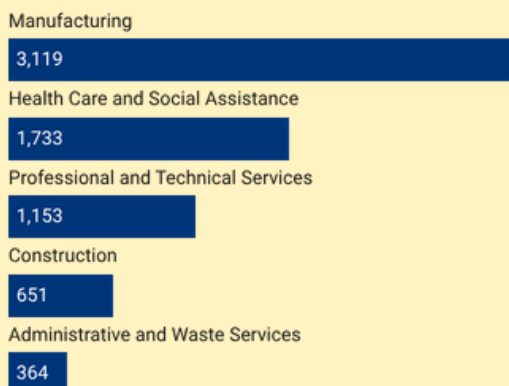 Manufacturing
3,119
Health Care and Social Assistance
1,733
Professional and Technical Services
1,153
Construction
651
Administrative and Waste Services
364